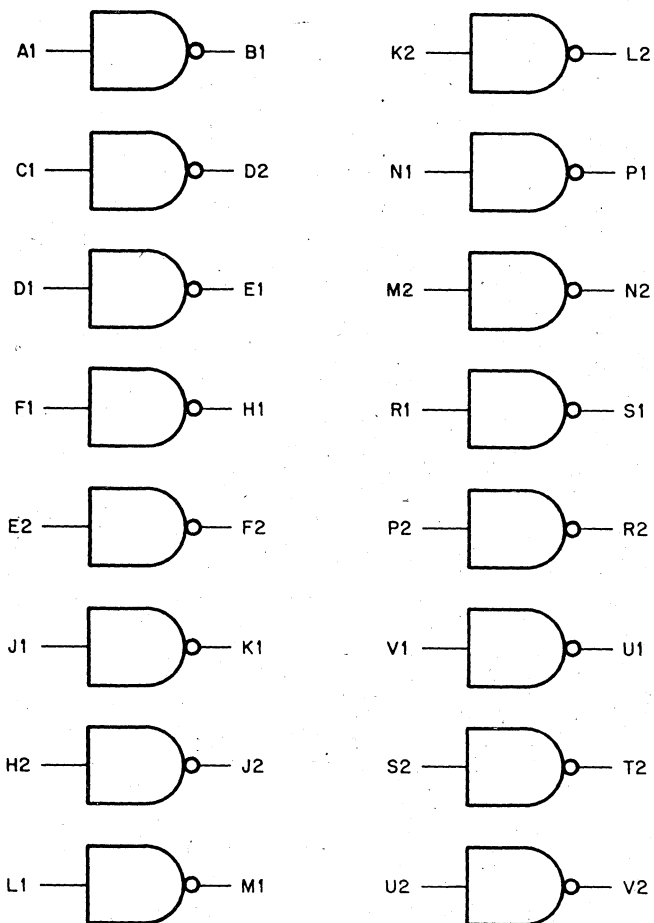 A1 B1 K2 L2
C1 D2 N1 P1
D1 E1 M2 N2
F1 H1 R1 S1
E2 F2 P2 R2
J1 K1 V1 U1
H2 J2 S2 T2
L1 M1 U2 V2